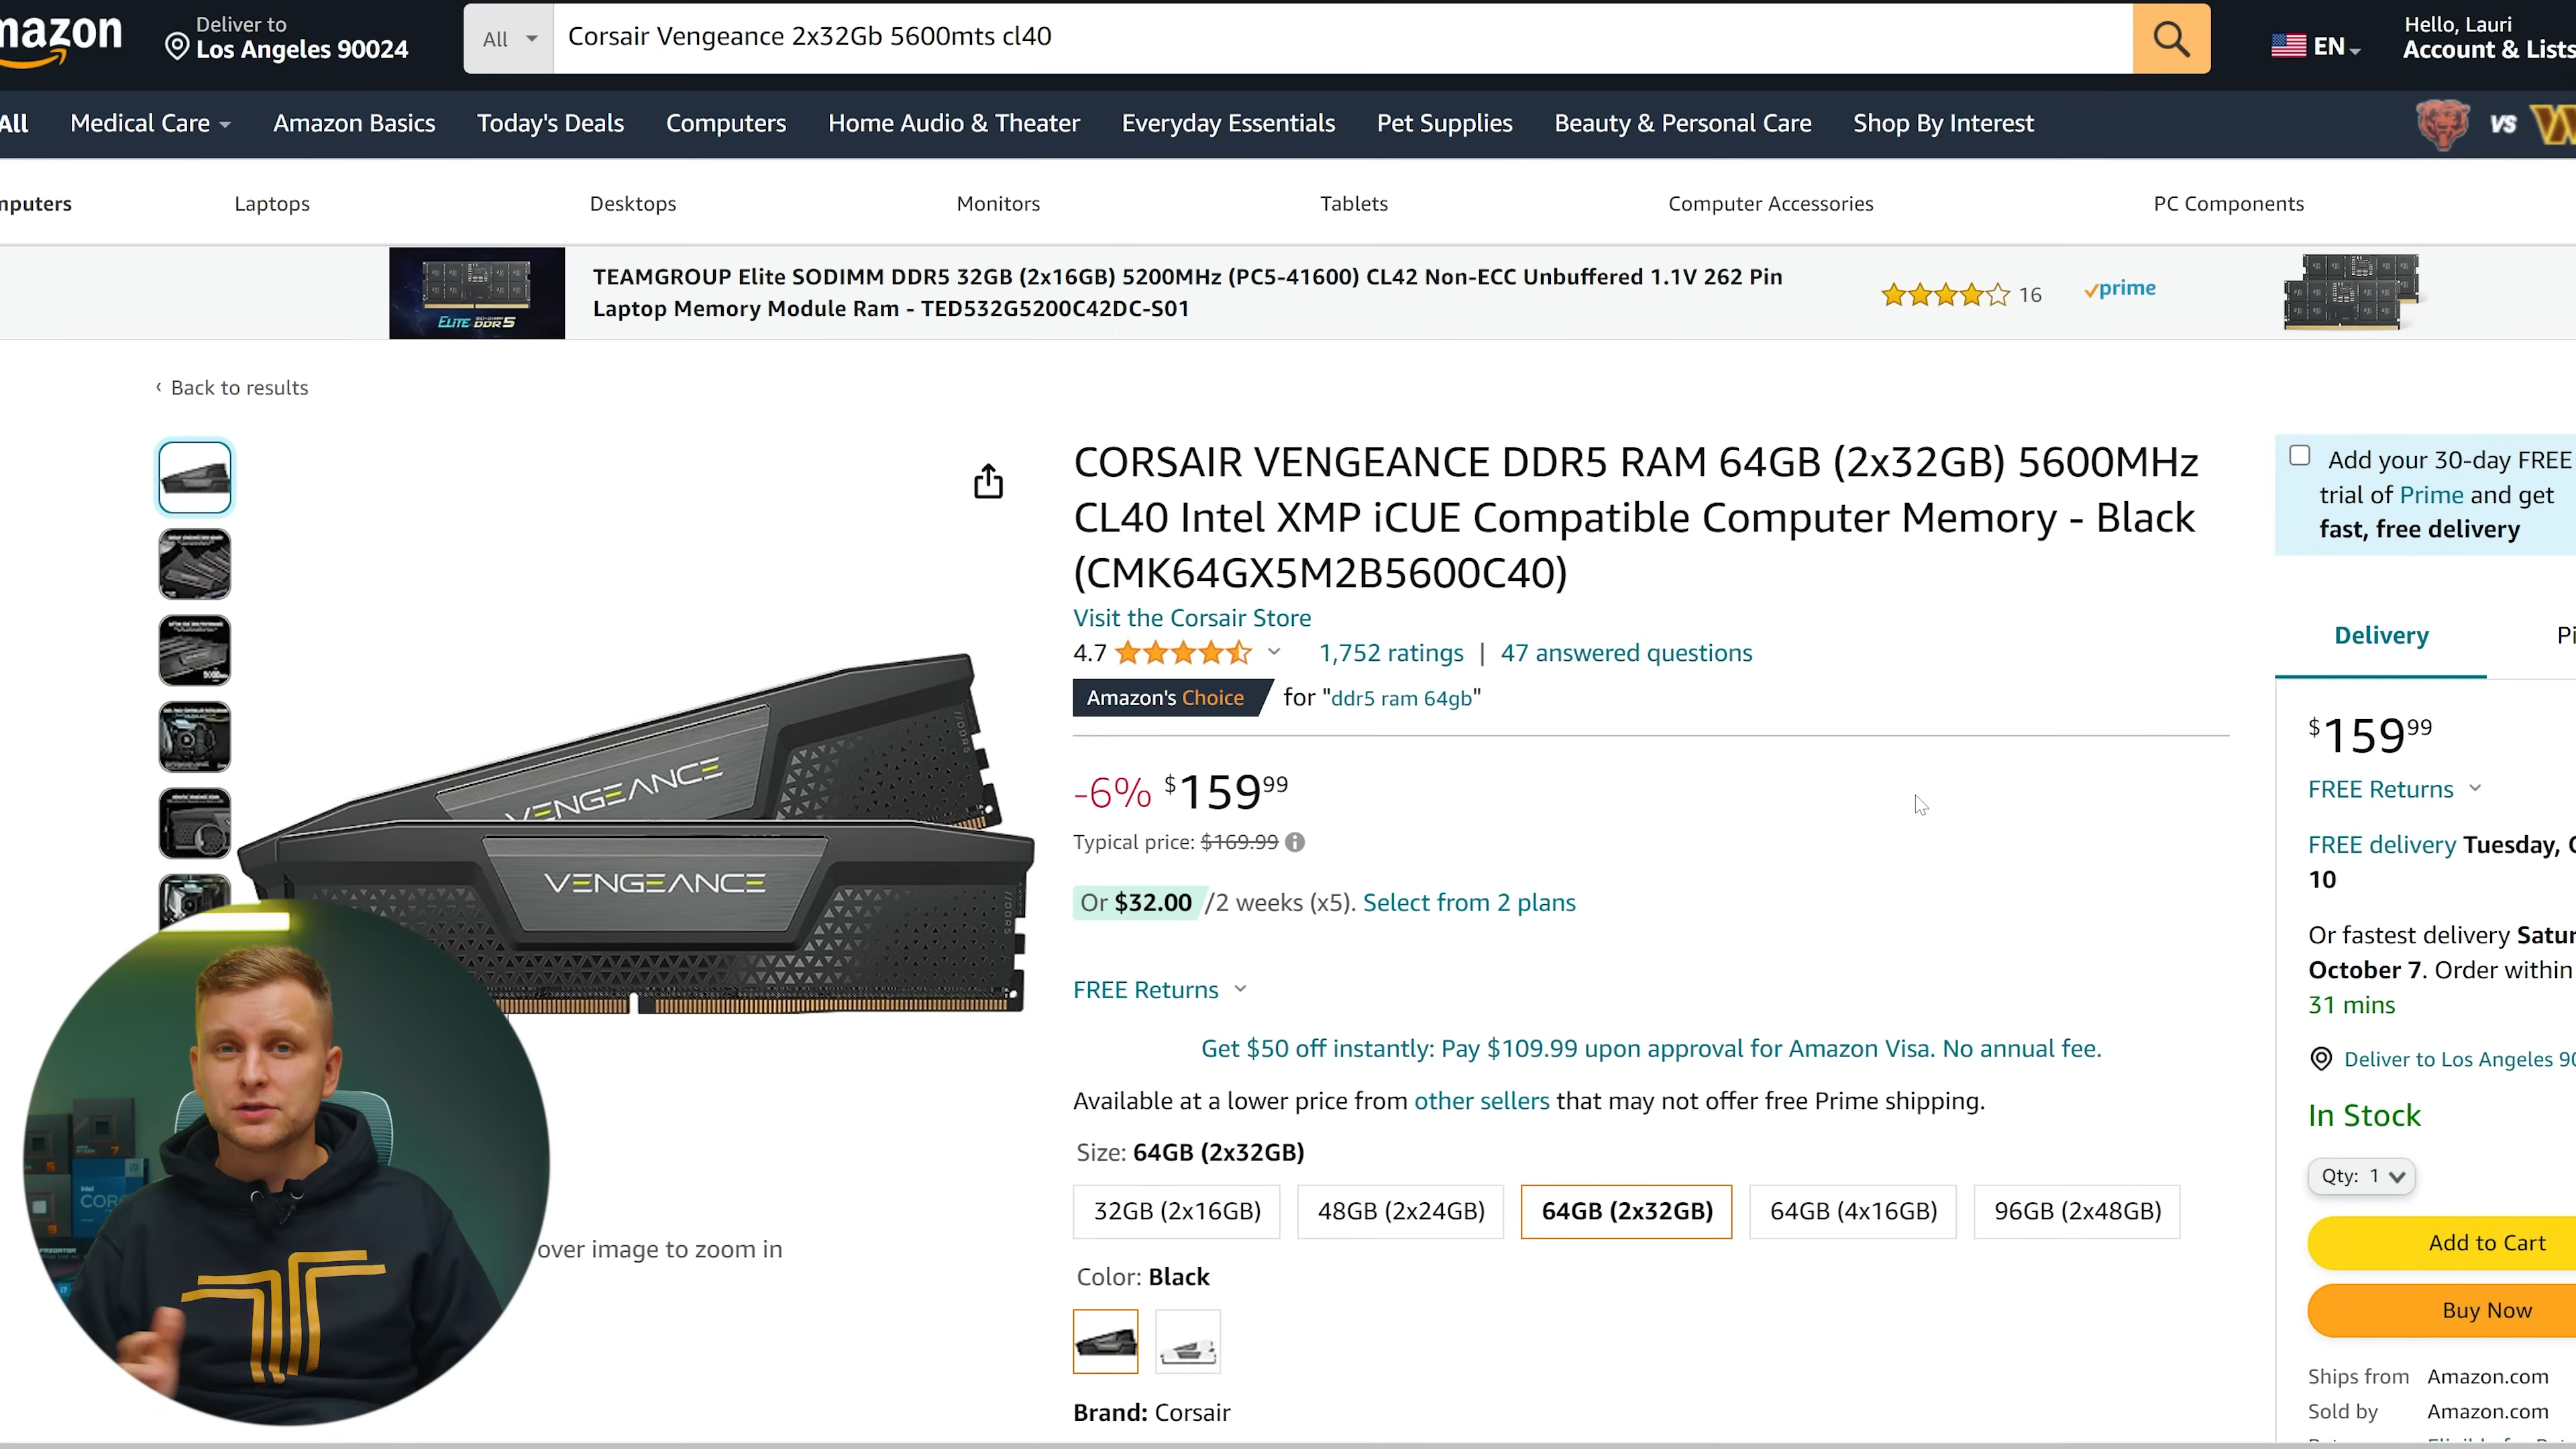 mazon
Deliver to
Los Angeles 90024
All
Corsair Vengeance 2x32Gb 5600mts cl40
EN
Hello, Lauri
Account & Lists
All
Medical Care
Amazon Basics
Today's Deals
Computers
Home Audio & Theater
Everyday Essentials
Pet Supplies
Beauty & Personal Care
Shop By Interest
VS
mputers
Laptops
Desktops
Monitors
Tablets
Computer Accessories
PC Components
ELITE DDR5
TEAMGROUP Elite SODIMM DDR5 32GB (2x16GB) 5200MHz (PC5-41600) CL42 Non-ECC Unbuffered 1.1V 262 Pin
Laptop Memory Module Ram - TED532G5200C42DC-S01
16
prime
‹ Back to results
VENGEANCE
VENGEANCE
over image to zoom in
CORSAIR VENGEANCE DDR5 RAM 64GB (2x32GB) 5600MHz
CL40 Intel XMP iCUE Compatible Computer Memory - Black
(CMK64GX5M2B5600C40)
Visit the Corsair Store
4.7
1,752 ratings | 47 answered questions
Amazon's Choice for "ddr5 ram 64gb"
-6% $159 99
Typical price: $169.99
Or $32.00 /2 weeks (x5). Select from 2 plans
FREE Returns
Get $50 off instantly: Pay $109.99 upon approval for Amazon Visa. No annual fee.
Available at a lower price from other sellers that may not offer free Prime shipping.
Size: 64GB (2x32GB)
32GB (2x16GB)
48GB (2x24GB)
64GB (2x32GB)
64GB (4x16GB)
96GB (2x48GB)
Color: Black
Brand: Corsair
Add your 30-day FREE
trial of Prime and get
fast, free delivery
Delivery
Pi
$159 99
FREE Returns
FREE delivery Tuesday, O
10
Or fastest delivery Satur
October 7. Order within
31 mins
Deliver to Los Angeles 90
In Stock
Qty: 1
Add to Cart
Buy Now
Ships from Amazon.com
Sold by Amazon.com
intel
CORE
PREDATOR